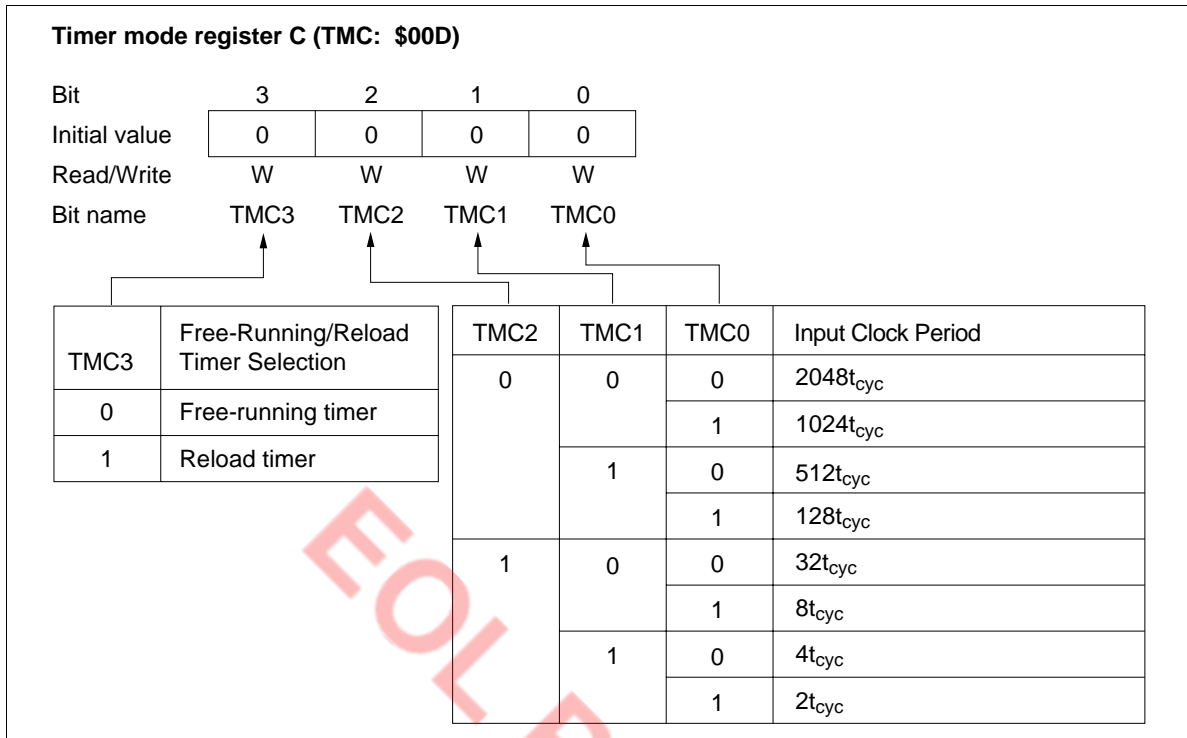 Timer mode register C (TMC: $00D)
Bit 3 2 1 0
Initial value 0 0 0 0
Read/Write W W W W
Bit name TMC3 TMC2 TMC1 TMC0
TMC3 Free-Running/Reload
Timer Selection
0 Free-running timer
1 Reload timer
TMC2 TMC1 TMC0 Input Clock Period
0 0 0 2048tcyc
1 1024tcyc
1 0 512tcyc
1 128tcyc
1 0 0 32tcyc
1 8tcyc
1 0 4tcyc
1 2tcyc
EOL